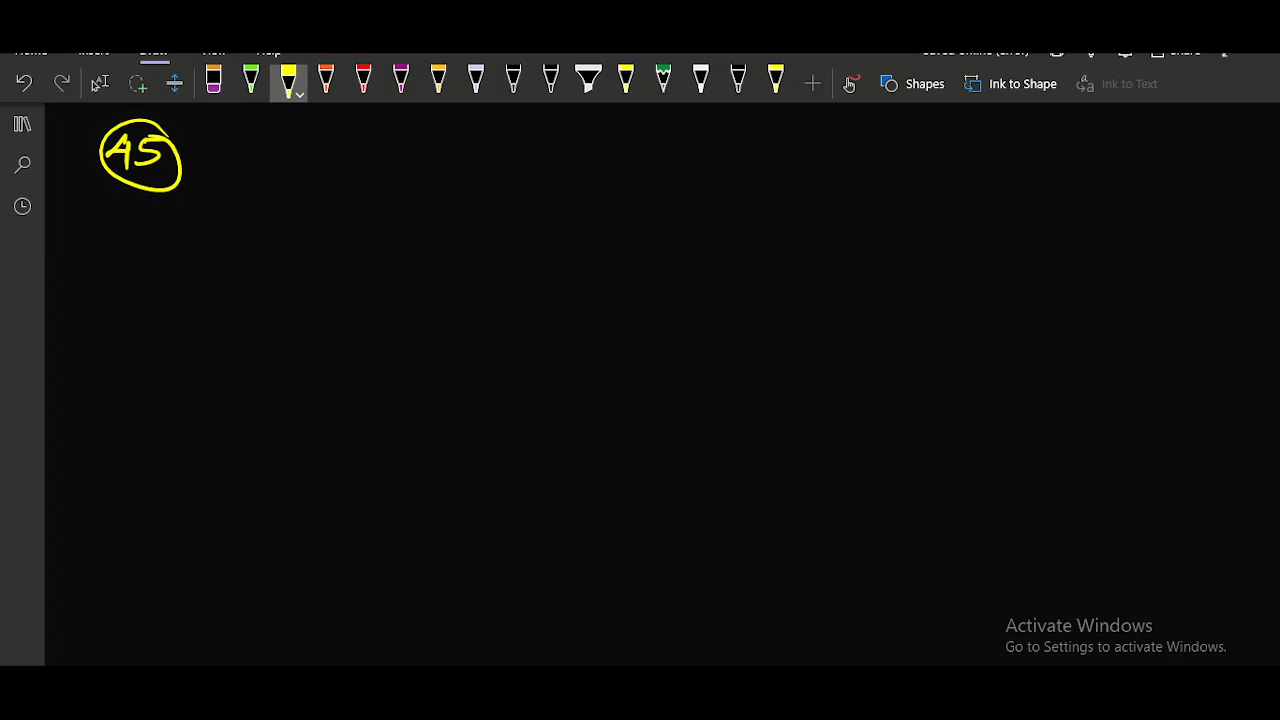 Shapes Ink to Shape Ink to Text
45
Activate Windows
Go to Settings to activate Windows.